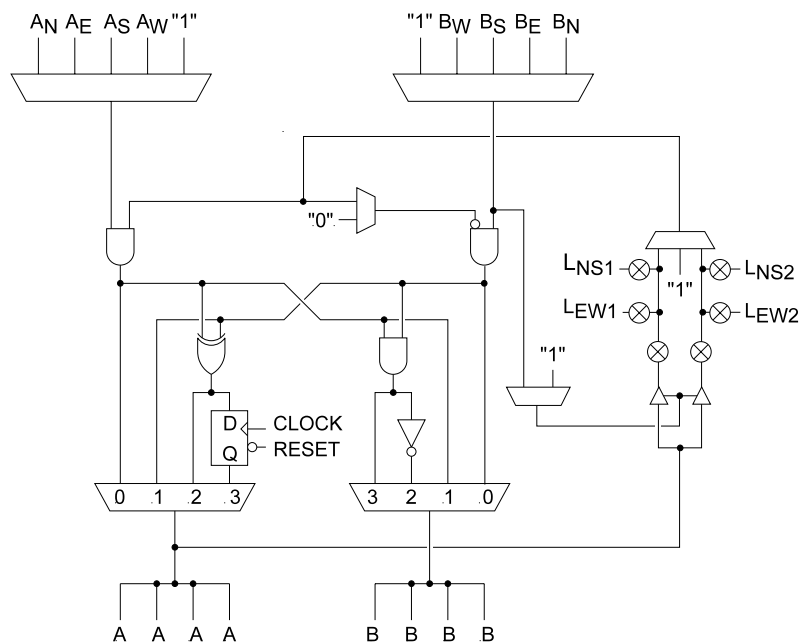 AN AE AS AW "1" "1" BW BS BE BN
"0"
LNS1 "1" LNS2
LEW1 LEW2
"1"
D CLOCK
Q RESET
0 1 2 3 3 2 1 0
A A A A B B B B